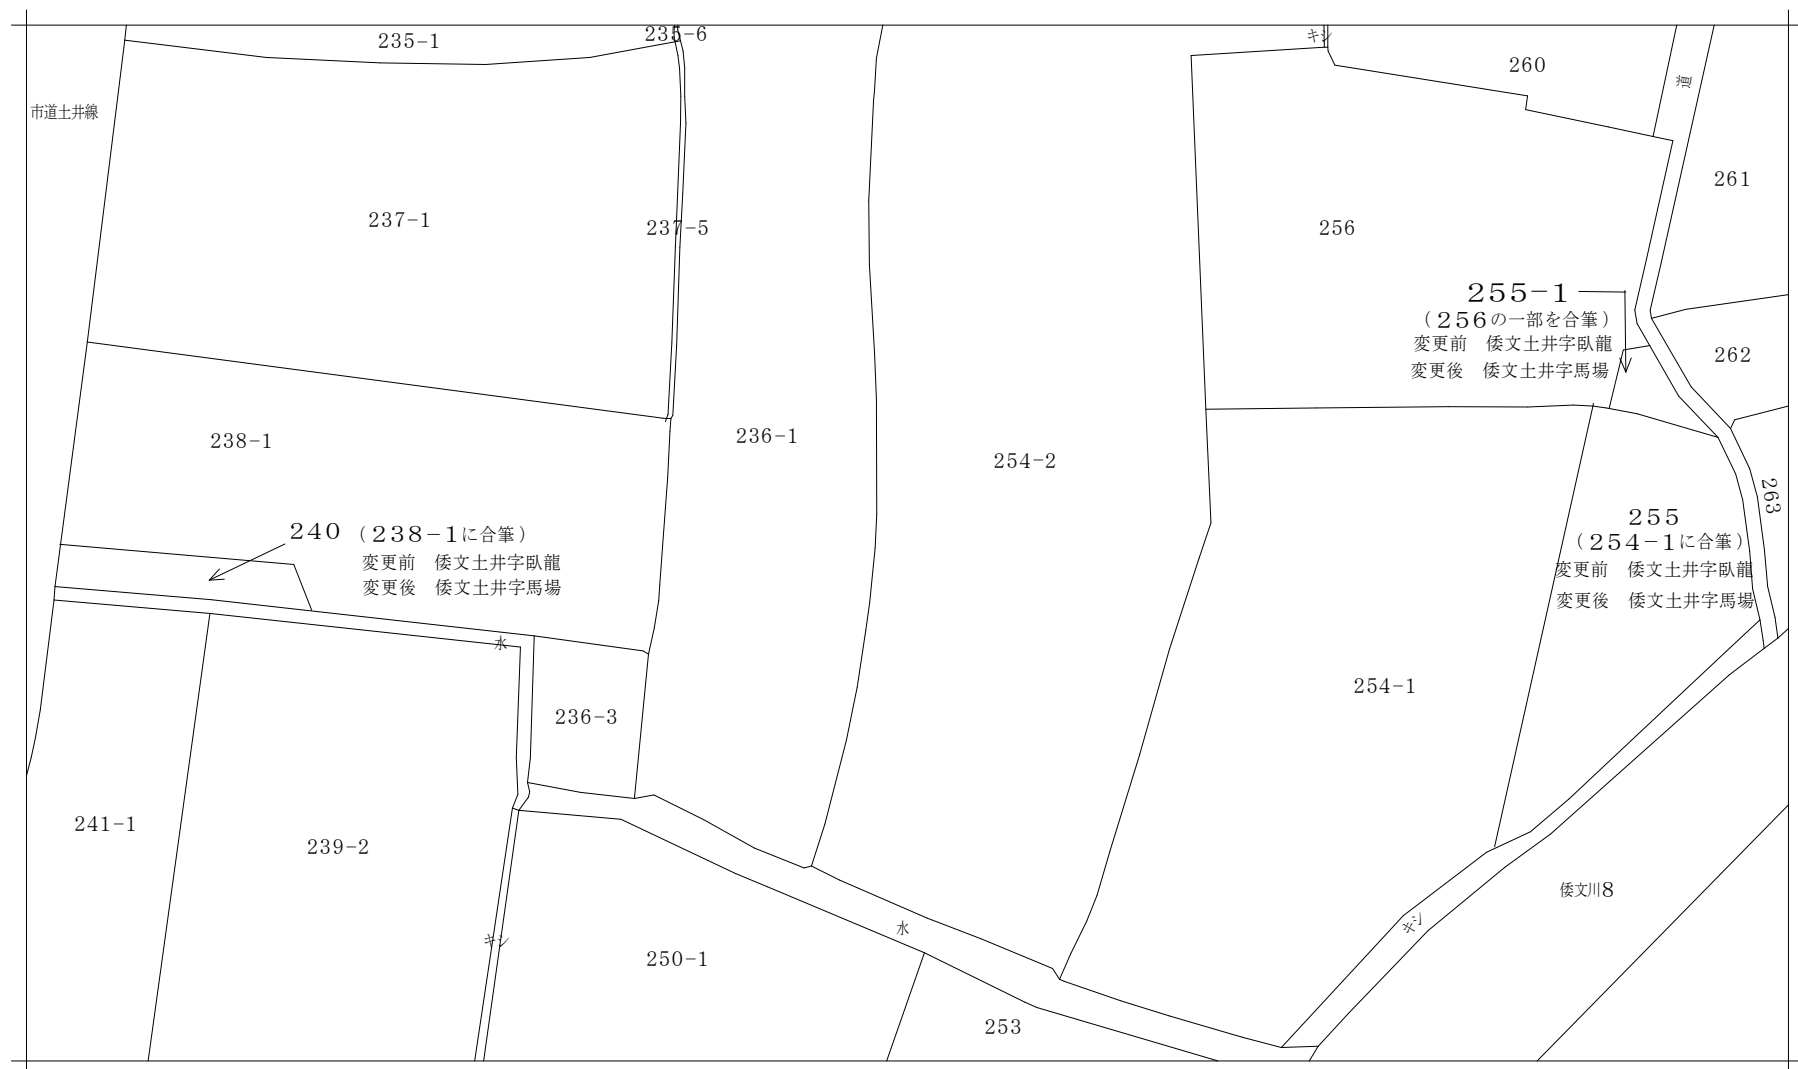 235-1
235-6
キシ
260
道
市道土井線
261
237-1
237-5
256
255-1
（256の一部を合筆）
変更前　倭文土井字臥龍
変更後　倭文土井字馬場
262
238-1
236-1
254-2
263
240（238-1に合筆）
変更前　倭文土井字臥龍
変更後　倭文土井字馬場
255
（254-1に合筆）
変更前　倭文土井字臥龍
変更後　倭文土井字馬場
水
236-3
254-1
241-1
239-2
倭文川8
キシ
水
キシ
250-1
253